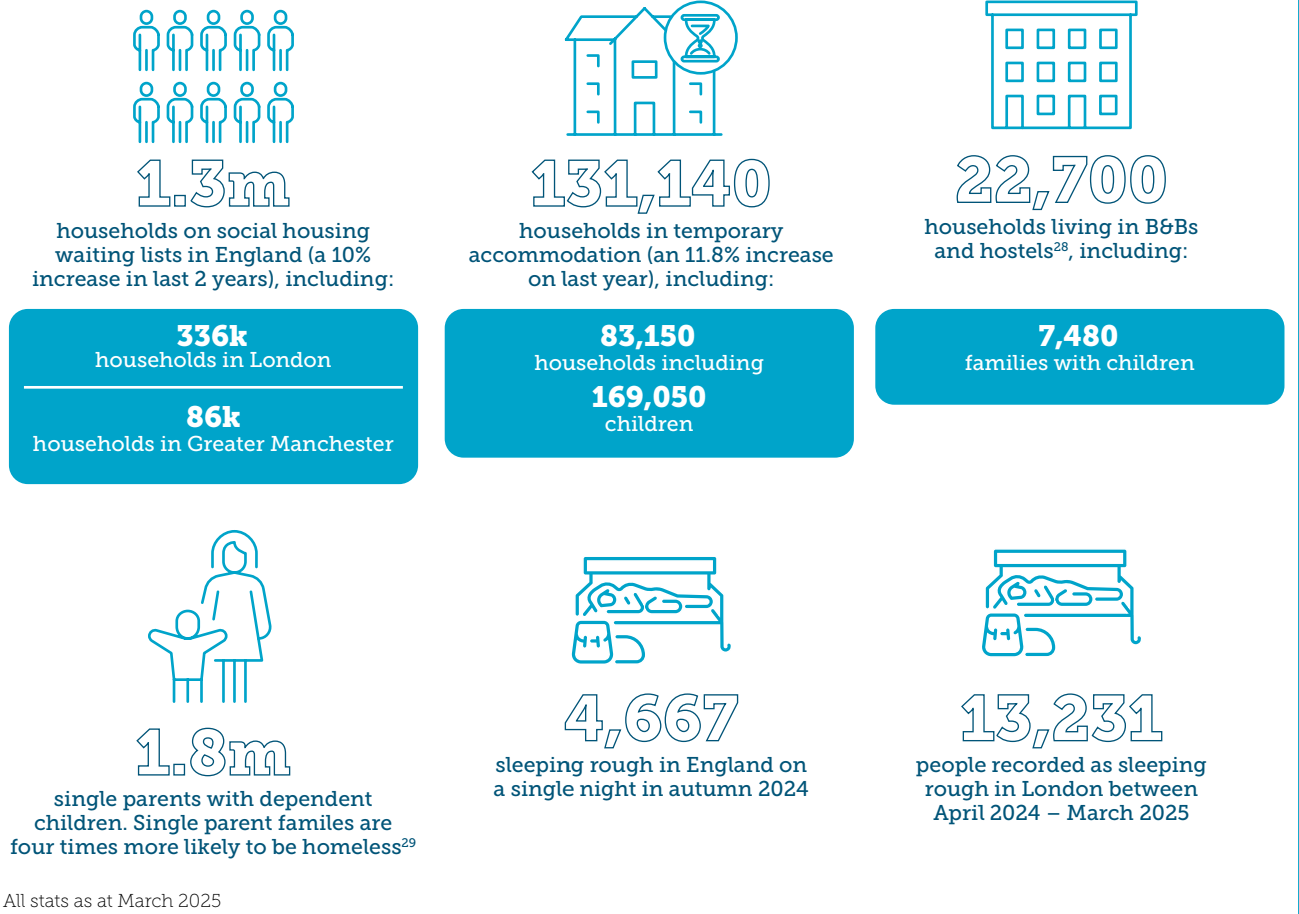 1.3m
households on social housing
waiting lists in England (a 10%
increase in last 2 years), including:
336k
households in London
86k
households in Greater Manchester
131,140
households in temporary
accommodation (an 11.8% increase
on last year), including:
83,150
households including
169,050
children
22,700
households living in B&Bs
and hostels28, including:
7,480
families with children
1.8m
single parents with dependent
children. Single parent familes are
four times more likely to be homeless29
4,667
sleeping rough in England on
a single night in autumn 2024
13,231
people recorded as sleeping
rough in London between
April 2024 – March 2025
All stats as at March 2025